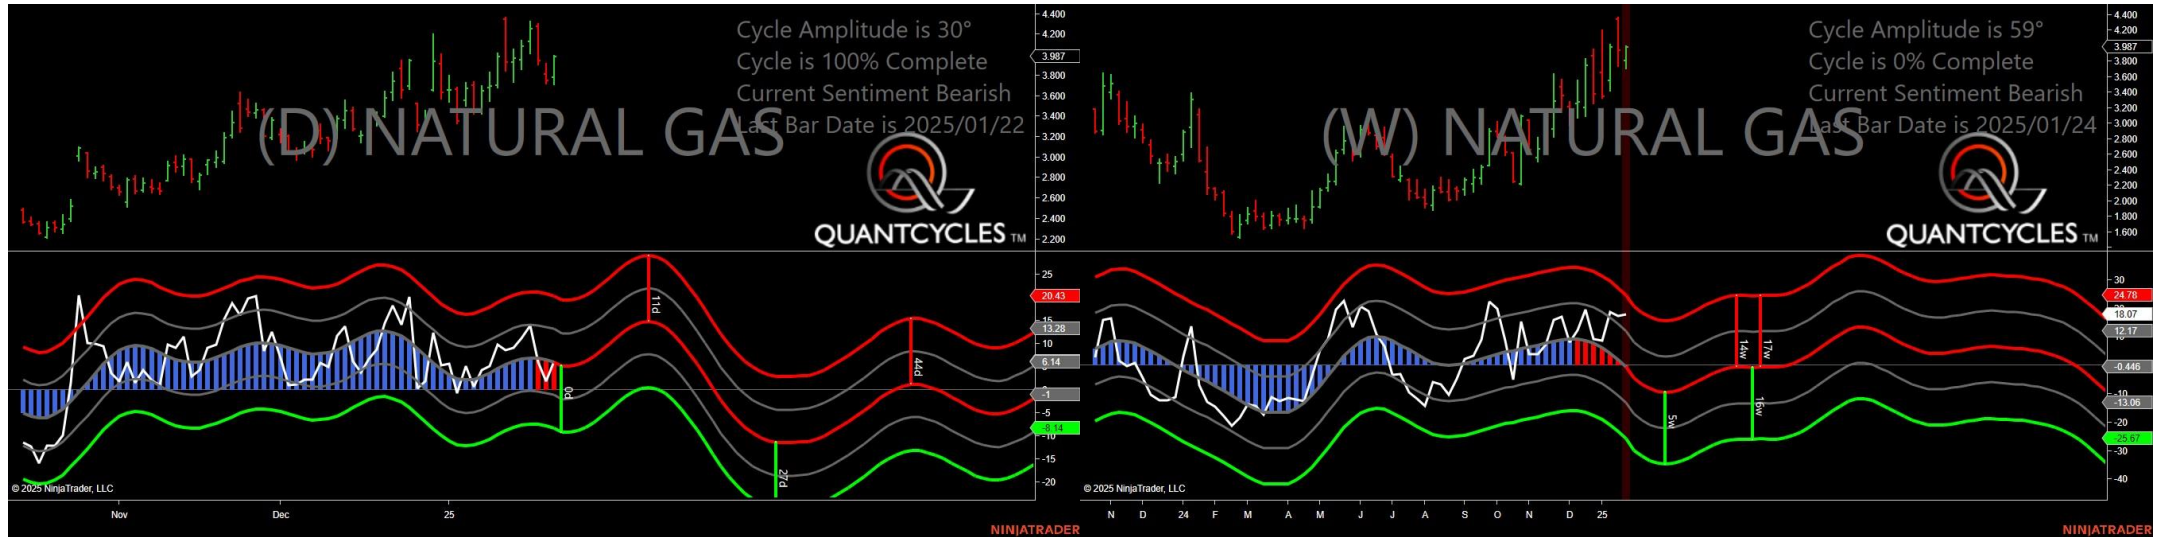 Cycle Amplitude is 30°
Cycle is 100% Complete
Current Sentiment Bearish
Last Bar Date is 2025/01/22
(D) NATURAL GAS
QUANTCYCLES TM
4.400
4.200
3.987
3.800
3.600
3.400
3.200
3.000
2.800
2.600
2.400
2.200
25
20.43
15
13.28
10
6.14
-1
-5
-8.14
-10
-15
-20
0d
11d
27d
44d
© 2025 NinjaTrader, LLC
Nov
Dec
25
NINJATRADER
Cycle Amplitude is 59°
Cycle is 0% Complete
Current Sentiment Bearish
Last Bar Date is 2025/01/24
(W) NATURAL GAS
QUANTCYCLES TM
4.400
4.200
3.987
3.800
3.600
3.400
3.200
3.000
2.800
2.600
2.400
2.200
2.000
1.800
1.600
30
24.78
18.07
12.17
-0.446
-10
-13.06
-20
-25.67
-30
-40
5w
14w
16w
17w
© 2025 NinjaTrader, LLC
N
D
24
F
M
A
M
J
J
A
S
O
N
D
25
NINJATRADER